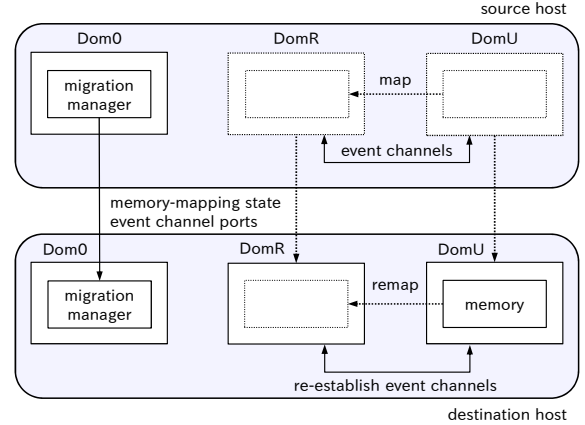 source host
Dom0
DomR
DomU
migration
manager
map
event channels
memory-mapping state
event channel ports
Dom0
DomR
DomU
migration
manager
remap
memory
re-establish event channels
destination host